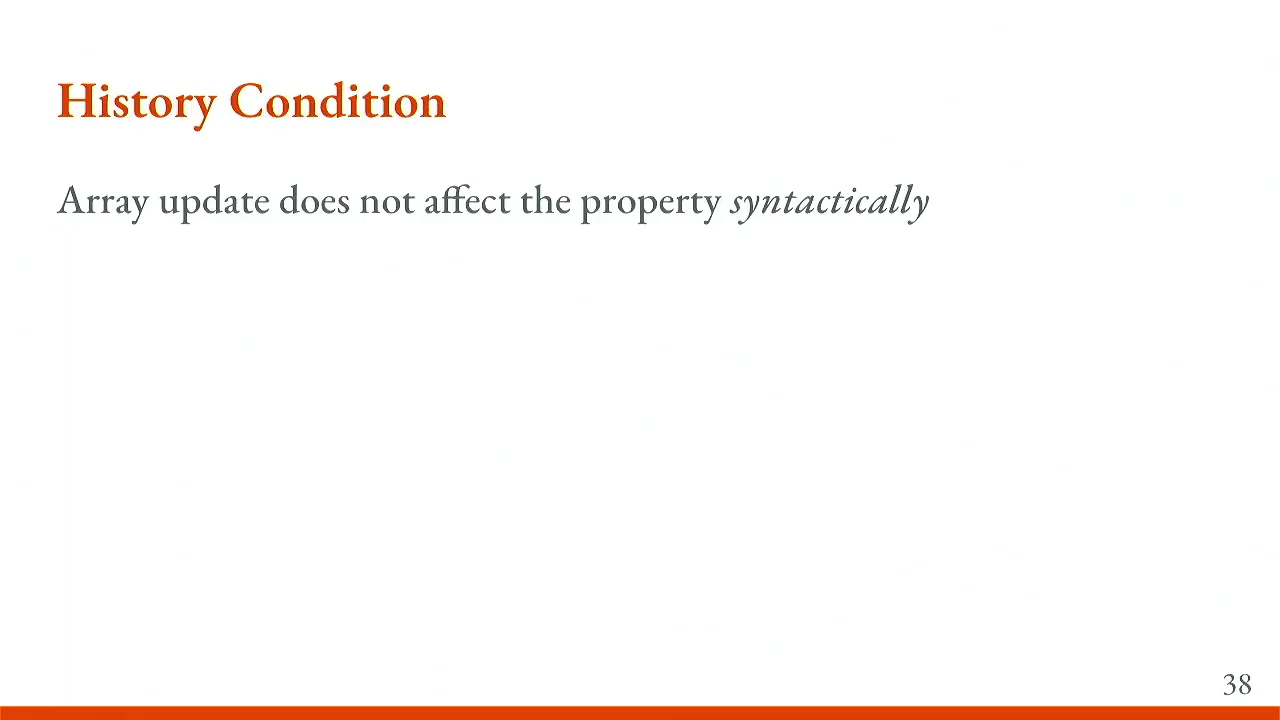 History Condition
Array update does not affect the property syntactically
38